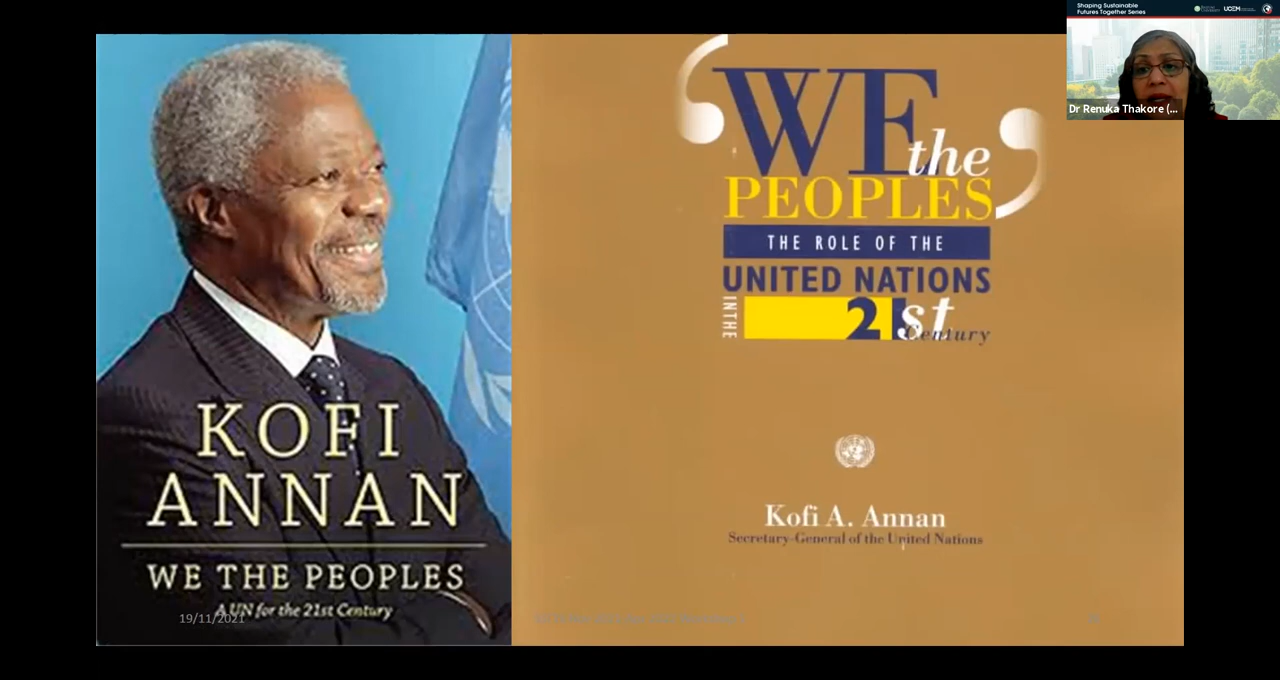 KOFI
ANNAN
WE THE PEOPLES
A UN for the 21st Century
19/11/2021
‘WE
the
PEOPLES’
THE ROLE OF THE
UNITED NATIONS
IN THE
21st
Century
Kofi A. Annan
Secretary-General of the United Nations
Shaping Sustainable
Futures Together Series
UCEM
Dr Renuka Thakore (...